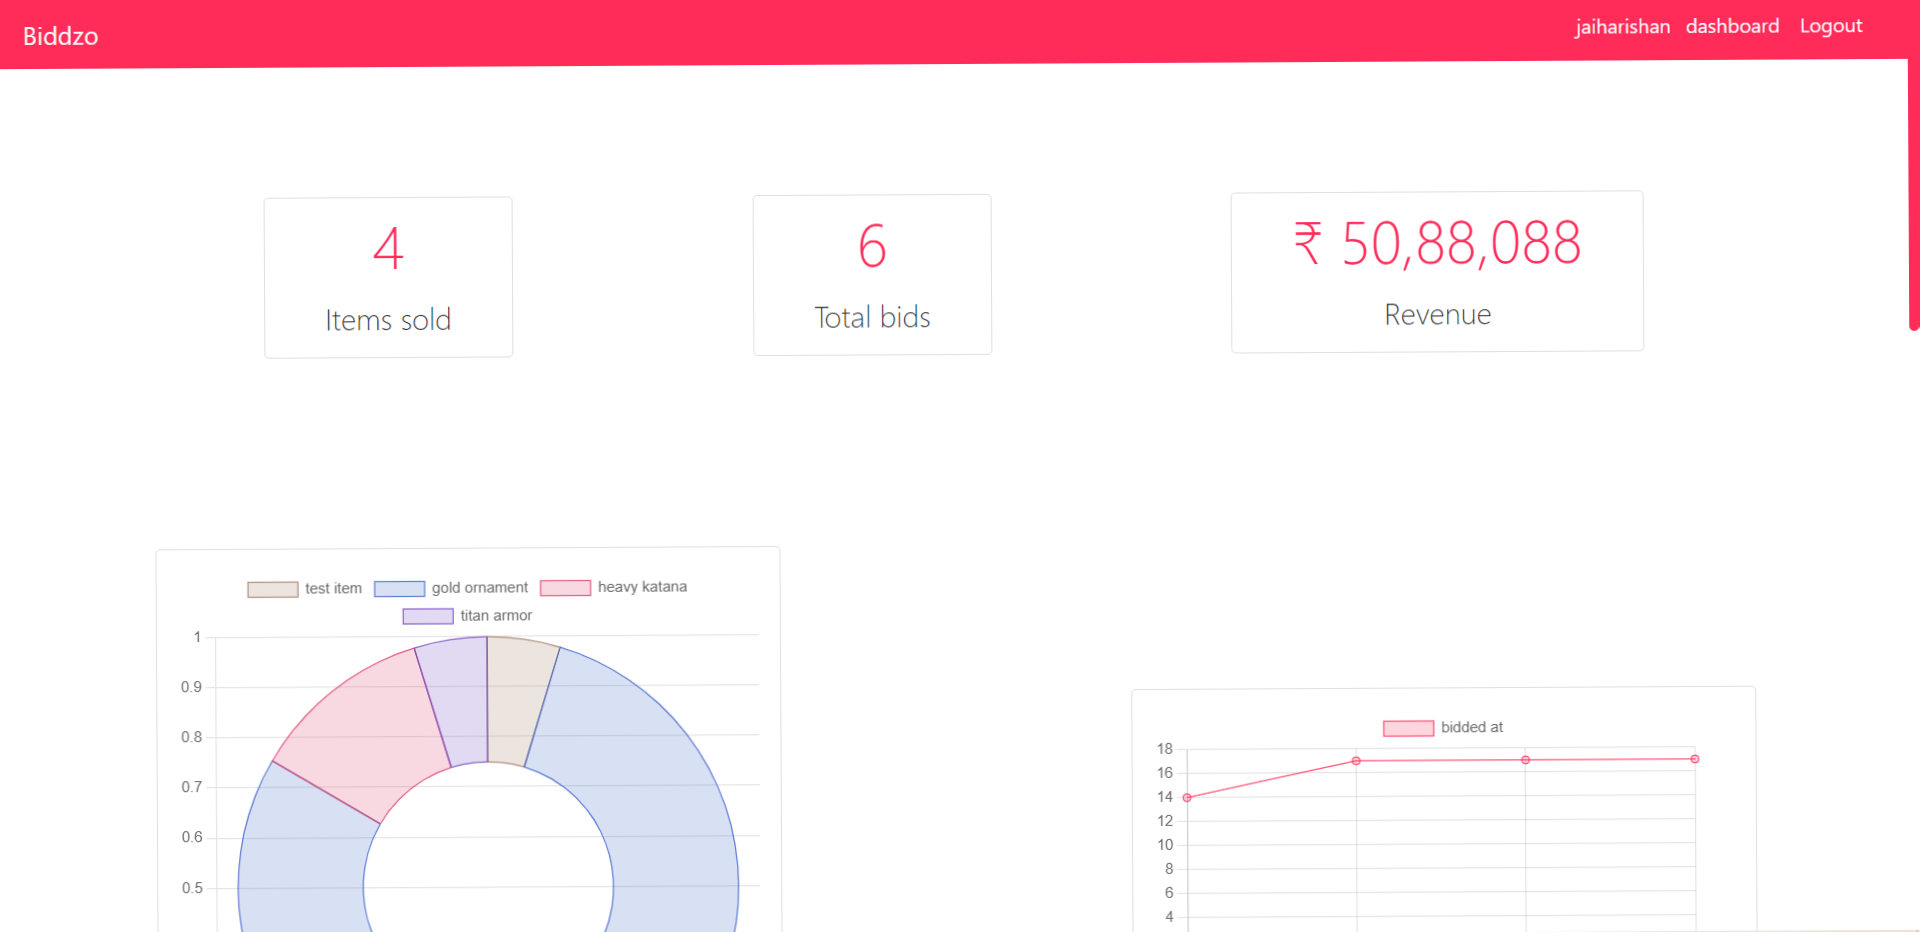 Biddzo
jaiharishan dashboard Logout
4
Items sold
6
Total bids
₹ 50,88,088
Revenue
test item gold ornament heavy katana
titan armor
1
0.9
0.8
0.7
0.6
0.5
bidded at
18
16
14
12
10
8
6
4